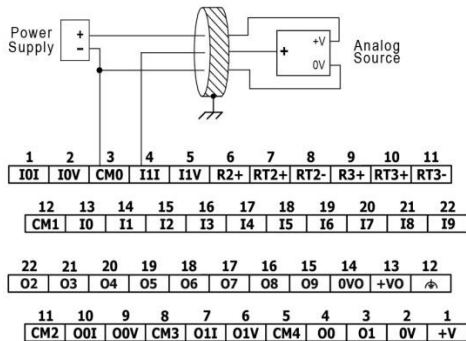 Power Supply + −
+ +V 0V
Analog Source
1 2 3 4 5 6 7 8 9 10 11
I0I I0V CM0 I1I I1V R2+ RT2+ RT2- R3+ RT3+ RT3-
12 13 14 15 16 17 18 19 20 21 22
CM1 I0 I1 I2 I3 I4 I5 I6 I7 I8 I9
22 21 20 19 18 17 16 15 14 13 12
O2 O3 O4 O5 O6 O7 O8 O9 0VO +VO
11 10 9 8 7 6 5 4 3 2 1
CM2 O0I O0V CM3 O1I O1V CM4 O0 O1 0V +V